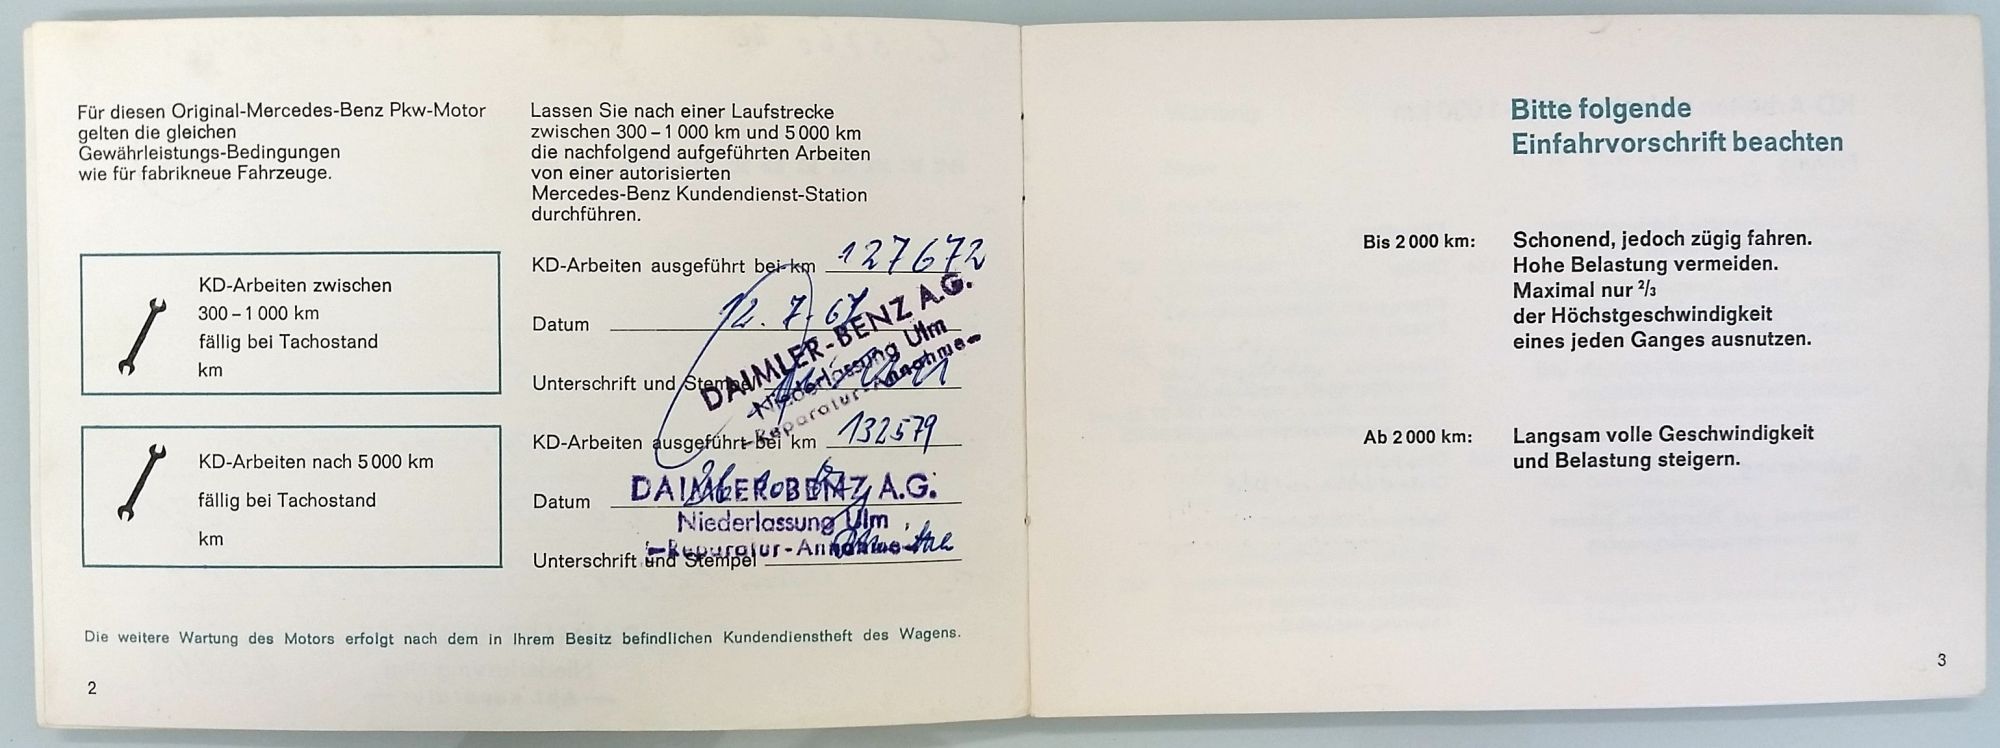 Für diesen Original-Mercedes-Benz Pkw-Motor
gelten die gleichen
Gewährleistungs-Bedingungen
wie für fabrikneue Fahrzeuge.
KD-Arbeiten zwischen
300–1 000 km
fällig bei Tachostand
km
KD-Arbeiten nach 5 000 km
fällig bei Tachostand
km
Lassen Sie nach einer Laufstrecke
zwischen 300–1 000 km und 5 000 km
die nachfolgend aufgeführten Arbeiten
von einer autorisierten
Mercedes-Benz Kundendienst-Station
durchführen.
KD-Arbeiten ausgeführt bei km 127672
Datum 12.7.67
Unterschrift und Stempel
DAIMLER-BENZ A.G.
Niederlassung Ulm
-Reparatur-Annahme-
KD-Arbeiten ausgeführt bei km 132579
Datum
DAIMLER-BENZ A.G.
Niederlassung Ulm
-Reparatur-Annahme-
Unterschrift und Stempel
Die weitere Wartung des Motors erfolgt nach dem in Ihrem Besitz befindlichen Kundendienstheft des Wagens.
2
Bitte folgende
Einfahrvorschrift beachten
Bis 2 000 km: Schonend, jedoch zügig fahren.
Hohe Belastung vermeiden.
Maximal nur 2/3
der Höchstgeschwindigkeit
eines jeden Ganges ausnutzen.
Ab 2 000 km: Langsam volle Geschwindigkeit
und Belastung steigern.
3